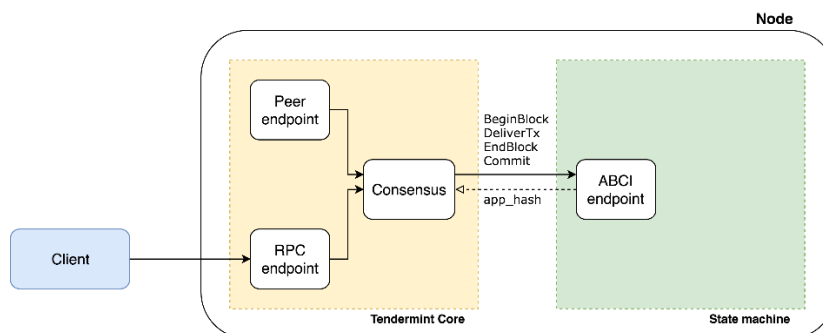 Node
Peer
endpoint
BeginBlock
DeliverTx
EndBlock
Commit
Consensus
ABCI
endpoint
app_hash
Client
RPC
endpoint
Tendermint Core
State machine